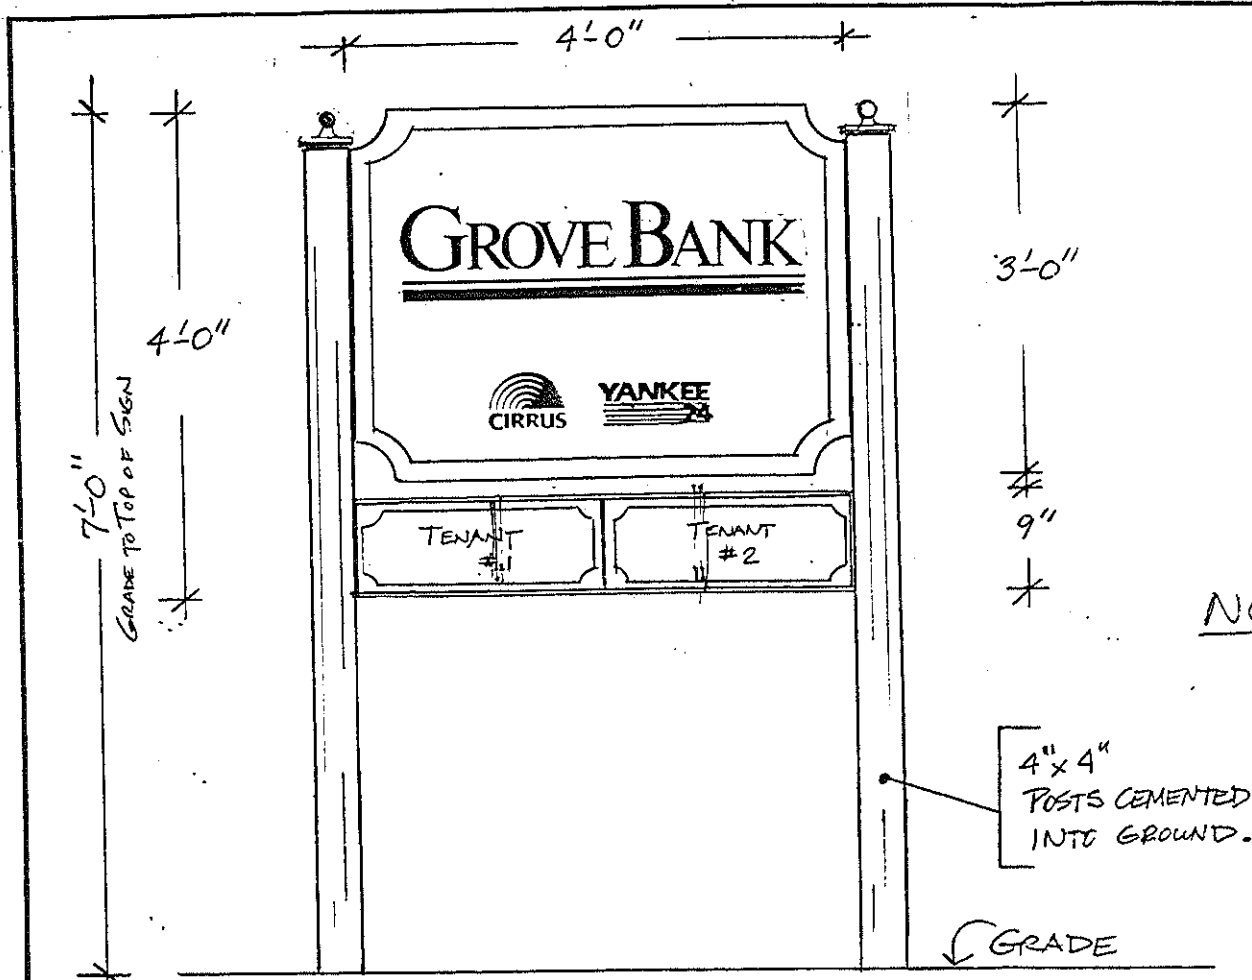 4'-0"
GROVE BANK
3'-0"
4'-0"
7'-0"
GRADE TO TOP OF SIGN
CIRRUS
YANKEE
24
9"
TENANT
#1
TENANT
#2
4" x 4"
POSTS CEMENTED
INTO GROUND.
GRADE